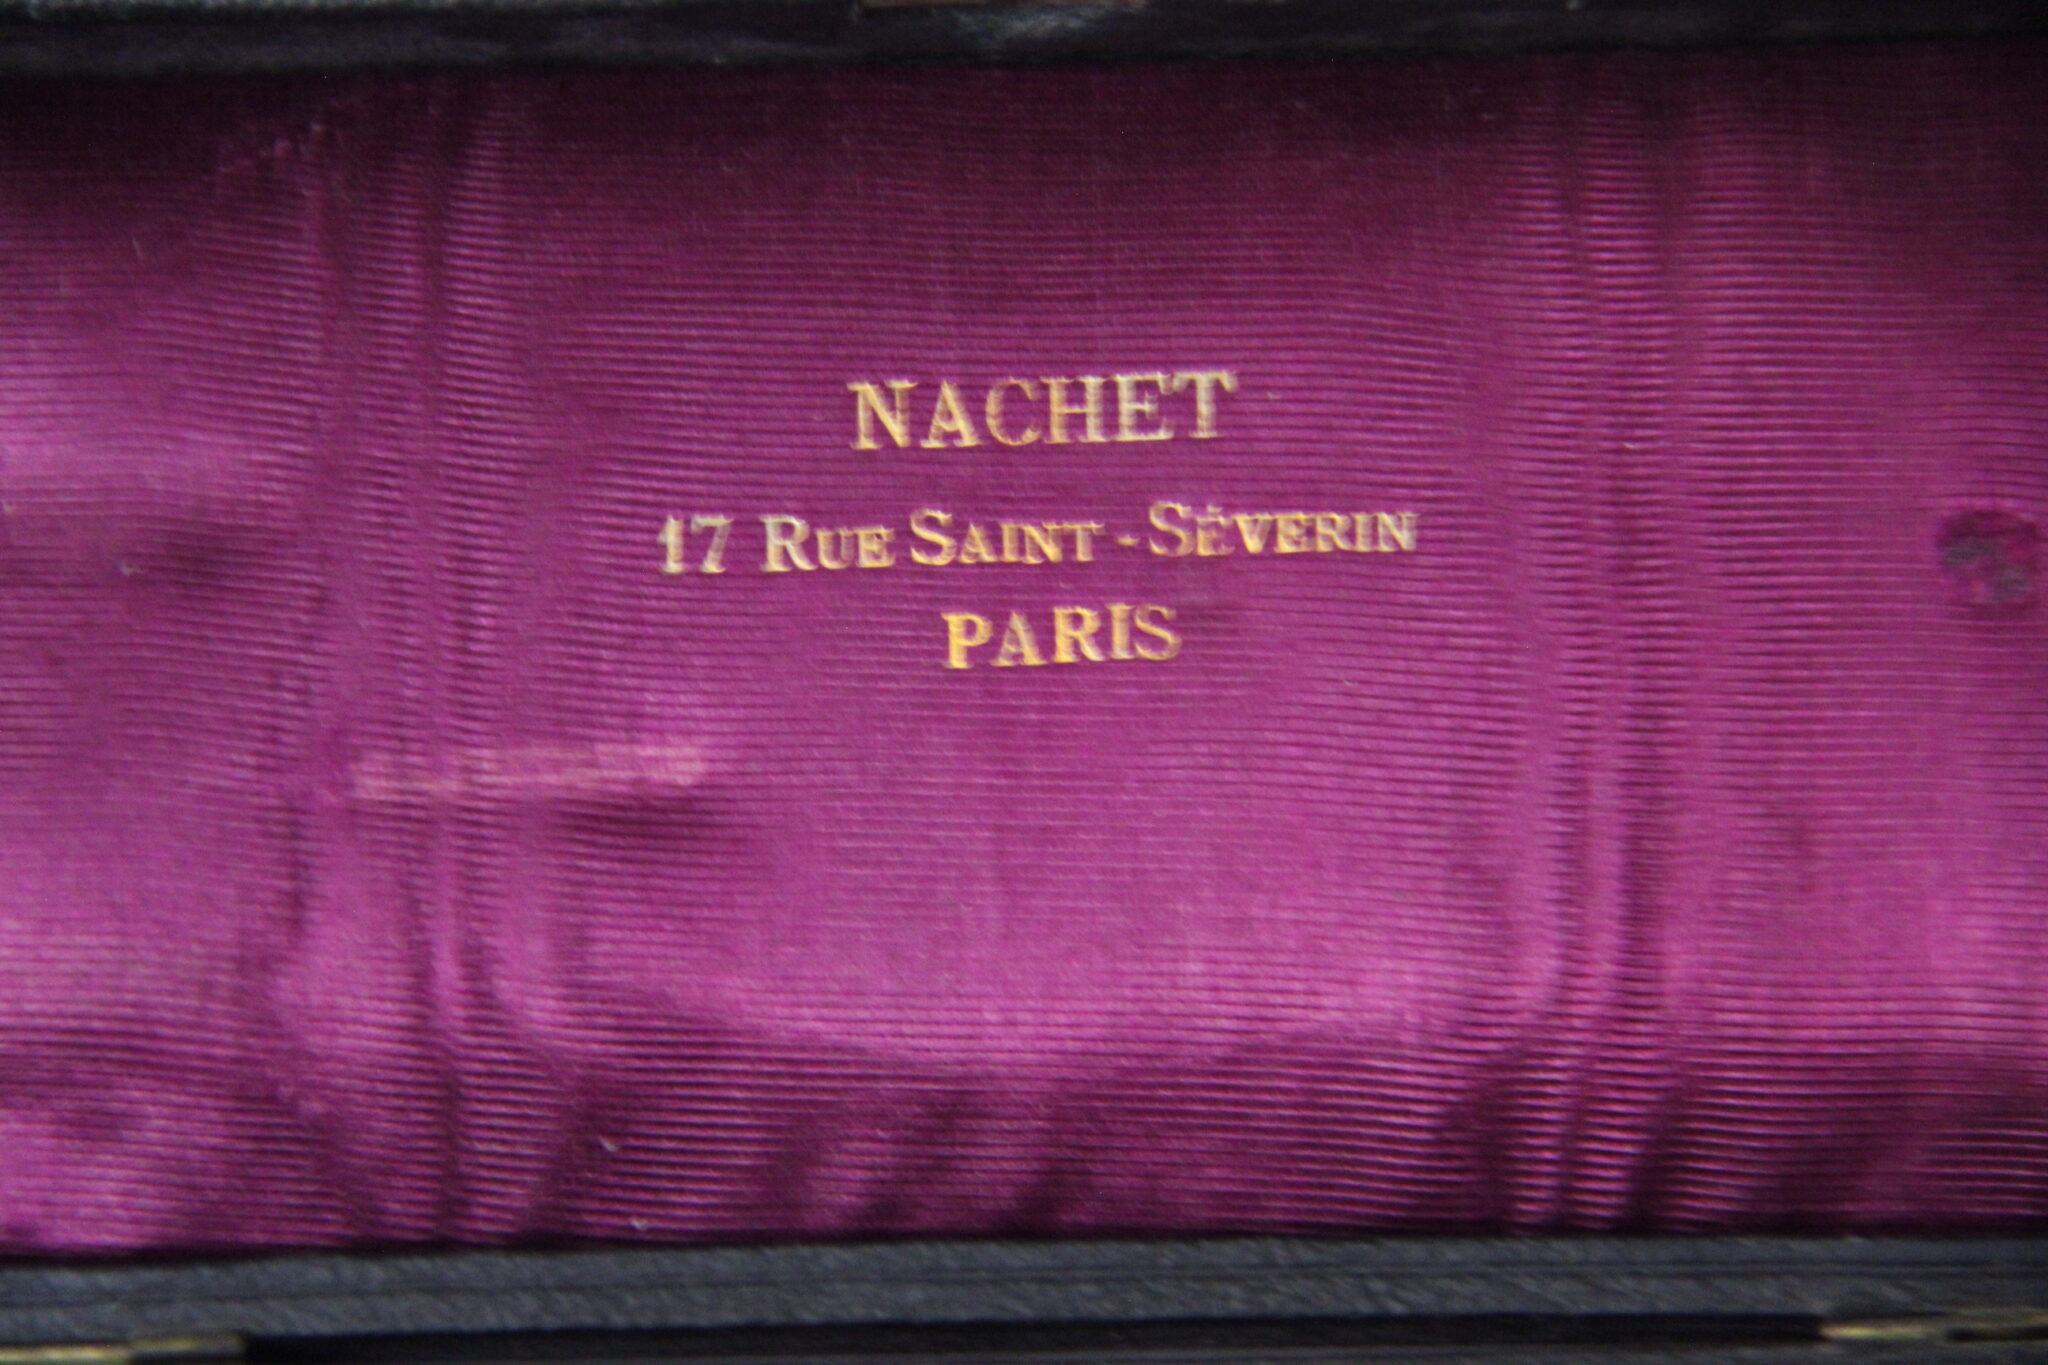 NACHET
17 RUE SAINT-SÉVERIN
PARIS